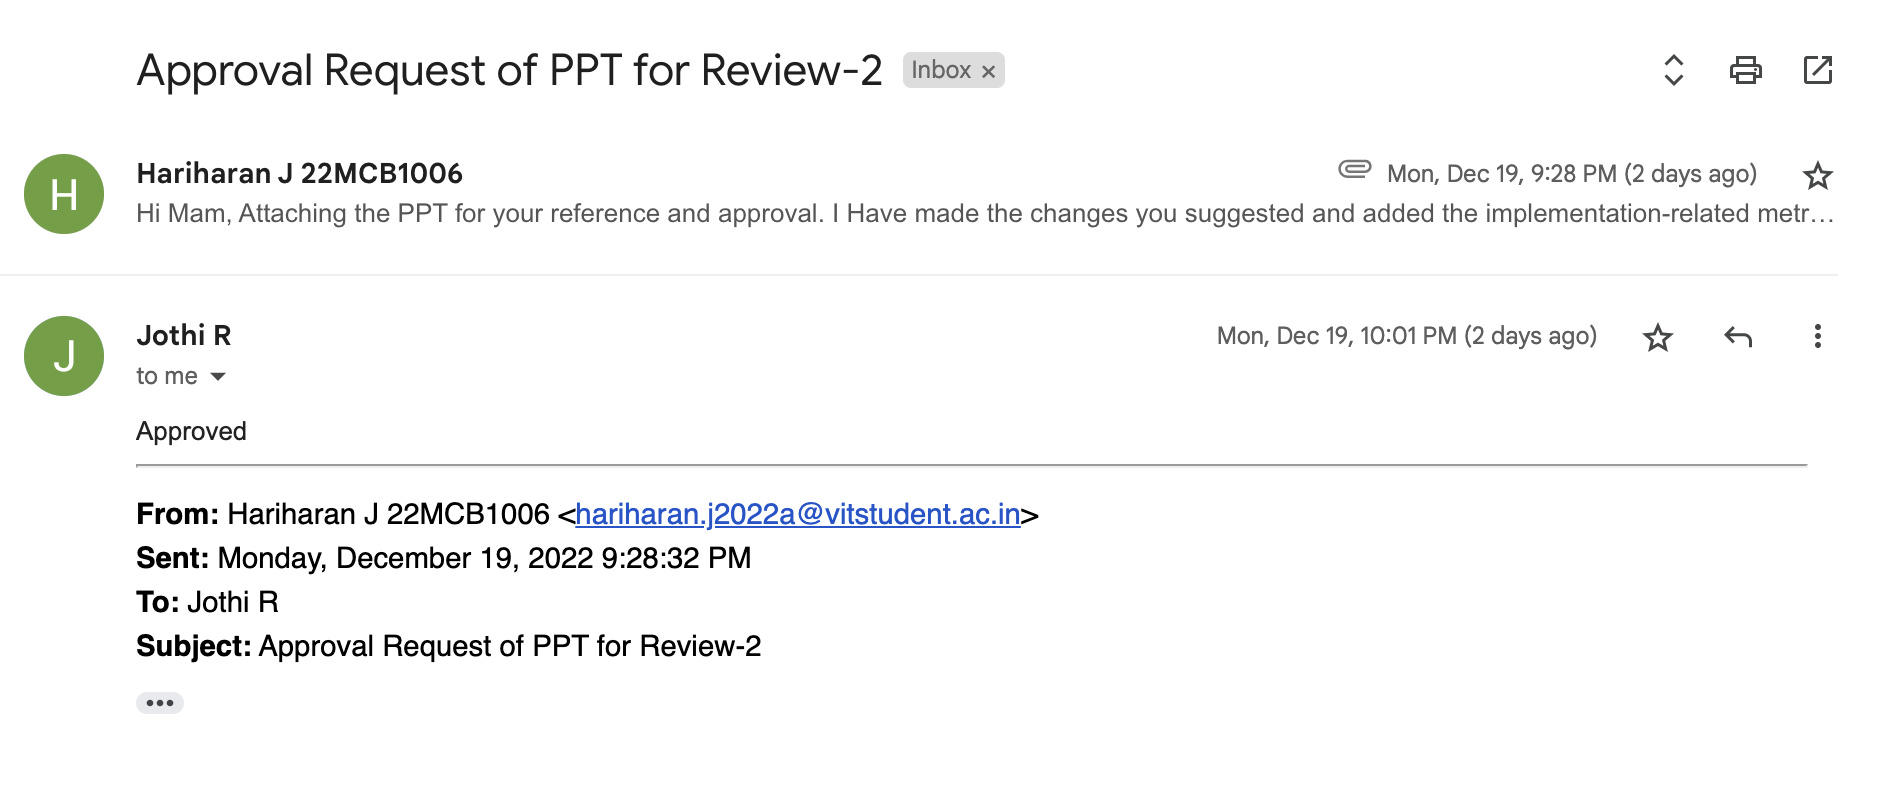 Approval Request of PPT for Review-2 Inbox ×
H
Hariharan J 22MCB1006 Mon, Dec 19, 9:28 PM (2 days ago)
Hi Mam, Attaching the PPT for your reference and approval. I Have made the changes you suggested and added the implementation-related metr…
J
Jothi R Mon, Dec 19, 10:01 PM (2 days ago)
to me
Approved
From: Hariharan J 22MCB1006 <hariharan.j2022a@vitstudent.ac.in>
Sent: Monday, December 19, 2022 9:28:32 PM
To: Jothi R
Subject: Approval Request of PPT for Review-2